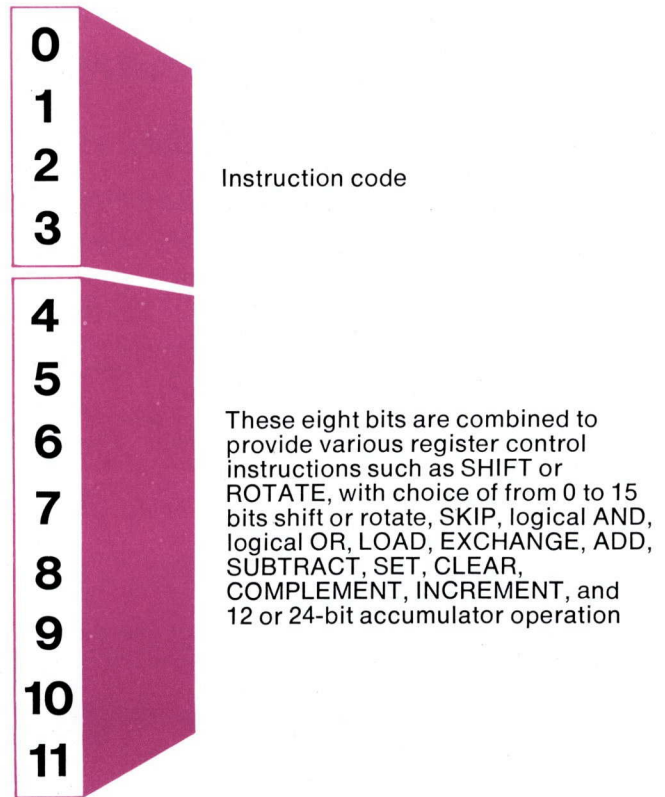 0
1
2
3
Instruction code
4
5
6
7
8
9
10
11
These eight bits are combined to
provide various register control
instructions such as SHIFT or
ROTATE, with choice of from 0 to 15
bits shift or rotate, SKIP, logical AND,
logical OR, LOAD, EXCHANGE, ADD,
SUBTRACT, SET, CLEAR,
COMPLEMENT, INCREMENT, and
12 or 24-bit accumulator operation